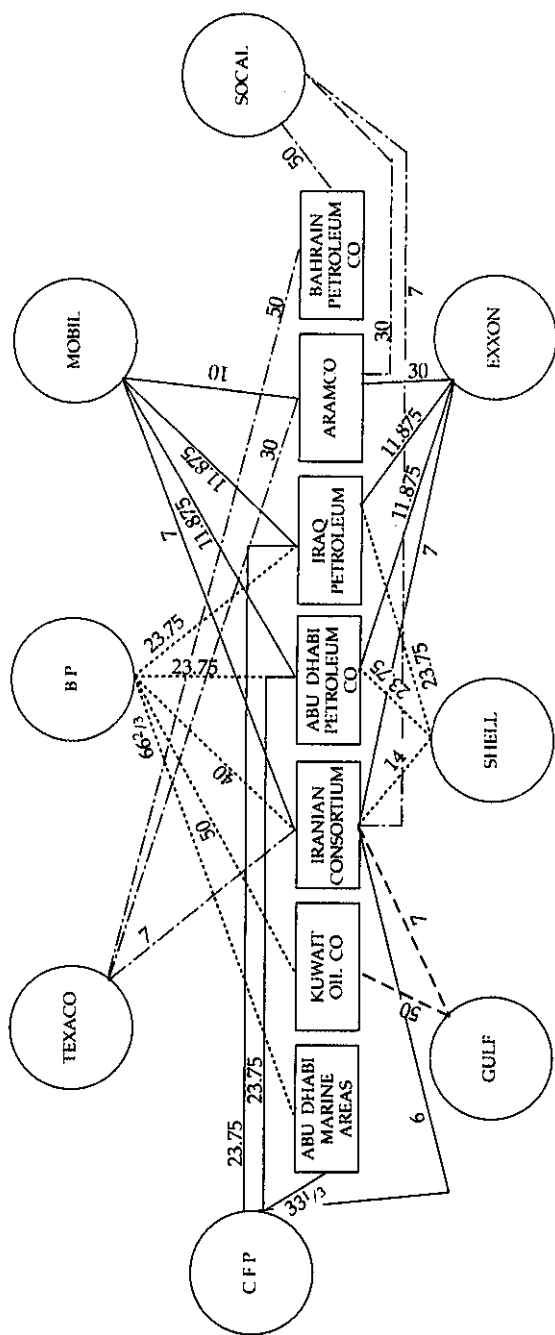 TEXACO
B P
MOBIL
SOCAL
C F P
66 2/3
23.75
7
11.875
10
50
50
7
50
40
23.75
11.875
30
23.75
23.75
33 1/3
ABU DHABI
MARINE
AREAS
KUWAIT
OIL CO
IRANIAN
CONSORTIUM
ABU DHABI
PETROLEUM
CO
IRAQ
PETROLEUM
ARAMCO
BAHRAIN
PETROLEUM
CO
6
50
7
14
23.75
23.75
7
11.875
11.875
30
30
7
GULF
SHELL
EXXON